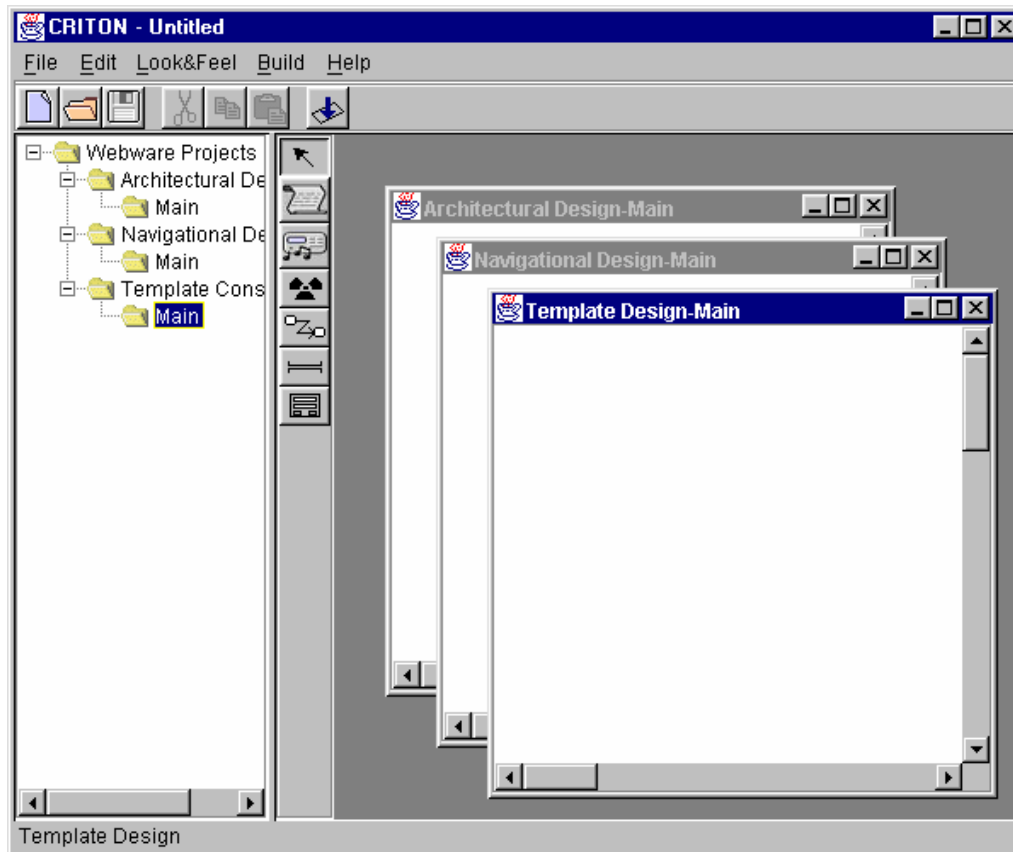 CRITON - Untitled
File Edit Look&Feel Build Help
Webware Projects
Architectural De
Main
Navigational De
Main
Template Cons
Main
Architectural Design-Main
Navigational Design-Main
Template Design-Main
Template Design